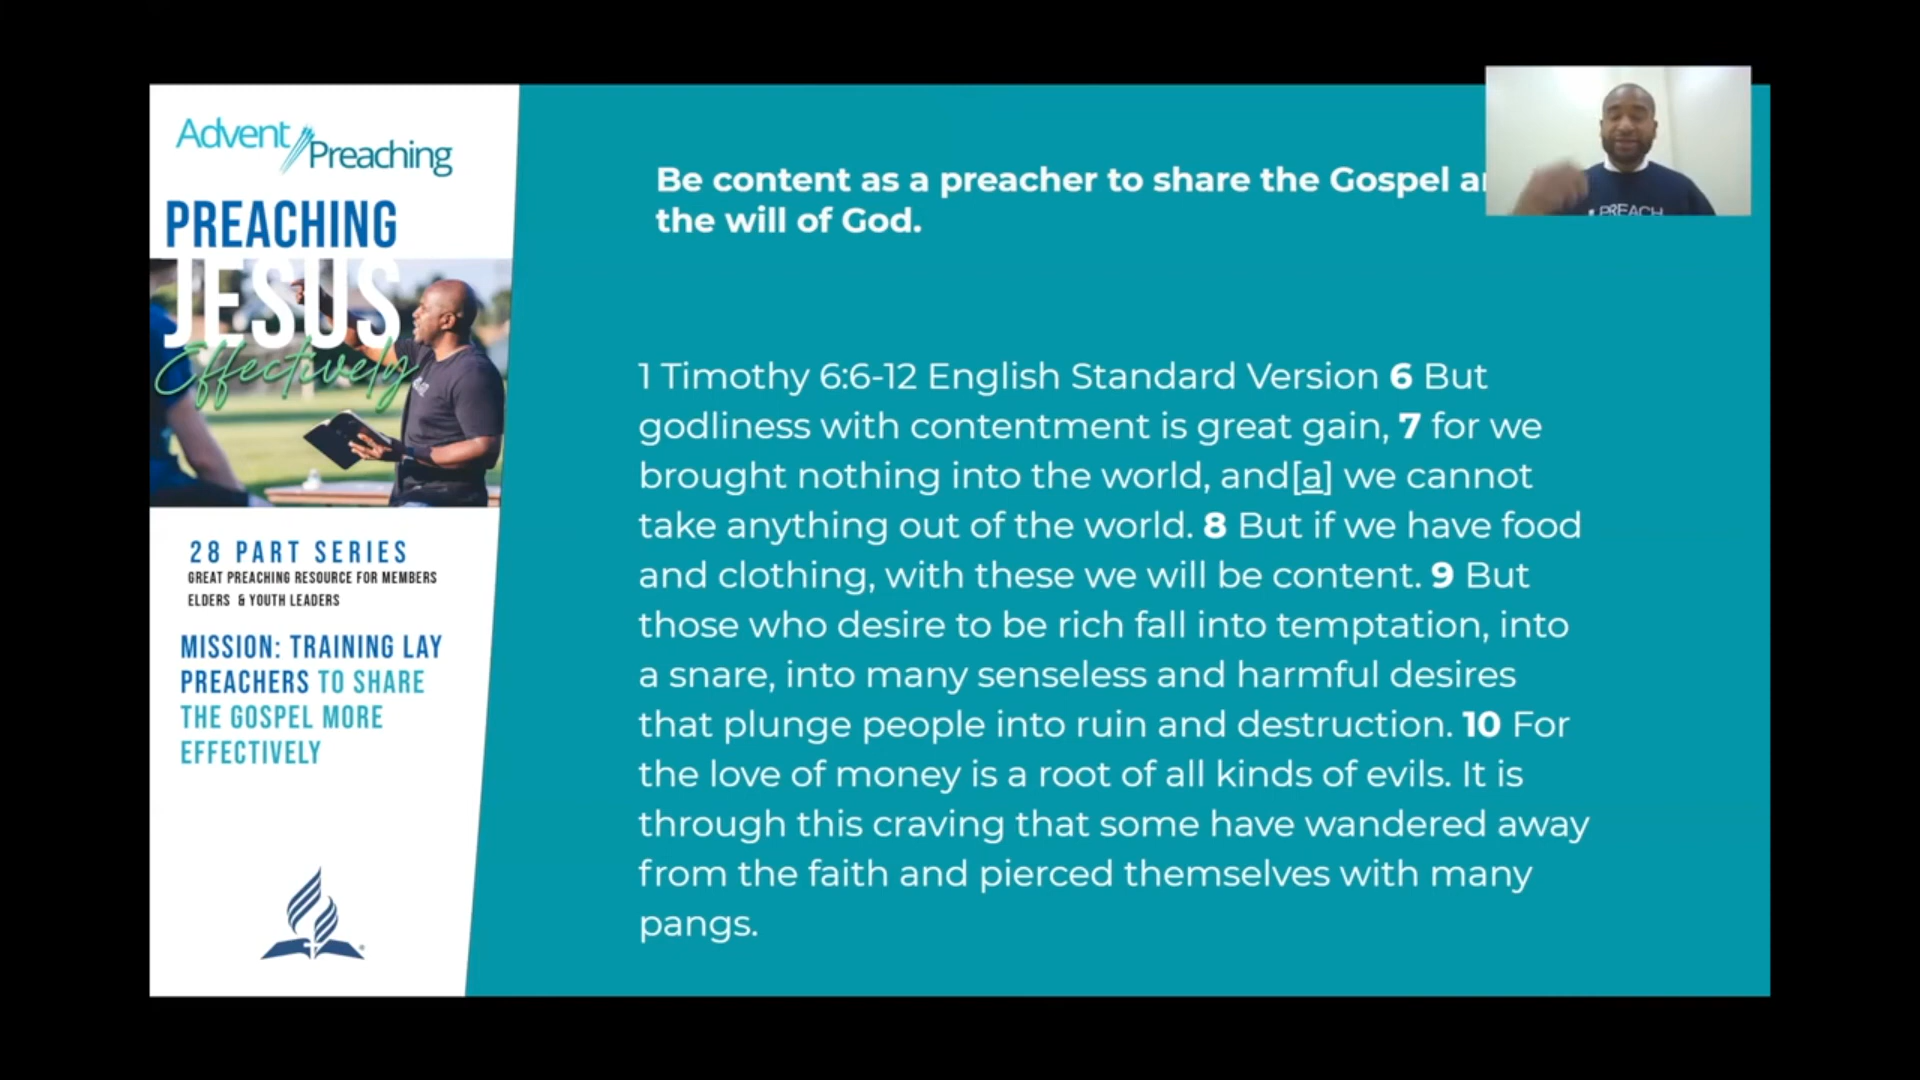 Advent
Preaching
PREACHING
JESUS
Effectively
28 PART SERIES
GREAT PREACHING RESOURCE FOR MEMBERS
ELDERS & YOUTH LEADERS
MISSION: TRAINING LAY
PREACHERS TO SHARE
THE GOSPEL MORE
EFFECTIVELY
Be content as a preacher to share the Gospel
the will of God.
1 Timothy 6:6-12 English Standard Version 6 But
godliness with contentment is great gain, 7 for we
brought nothing into the world, and[a] we cannot
take anything out of the world. 8 But if we have food
and clothing, with these we will be content. 9 But
those who desire to be rich fall into temptation, into
a snare, into many senseless and harmful desires
that plunge people into ruin and destruction. 10 For
the love of money is a root of all kinds of evils. It is
through this craving that some have wandered away
from the faith and pierced themselves with many
pangs.
PREACH